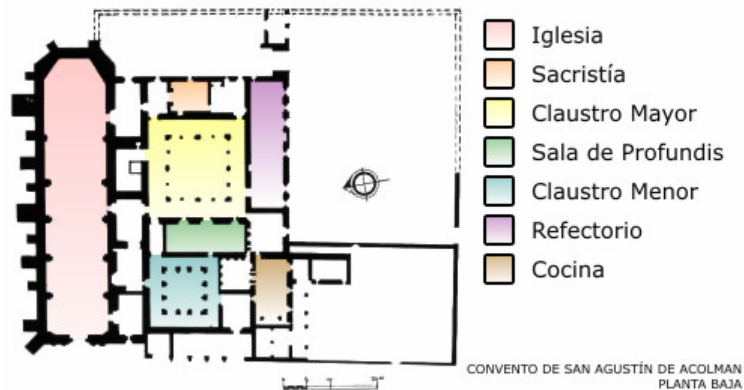 Iglesia
Sacristía
Claustro Mayor
Sala de Profundis
Claustro Menor
Refectorio
Cocina
CONVENTO DE SAN AGUSTÍN DE ACOLMAN
PLANTA BAJA